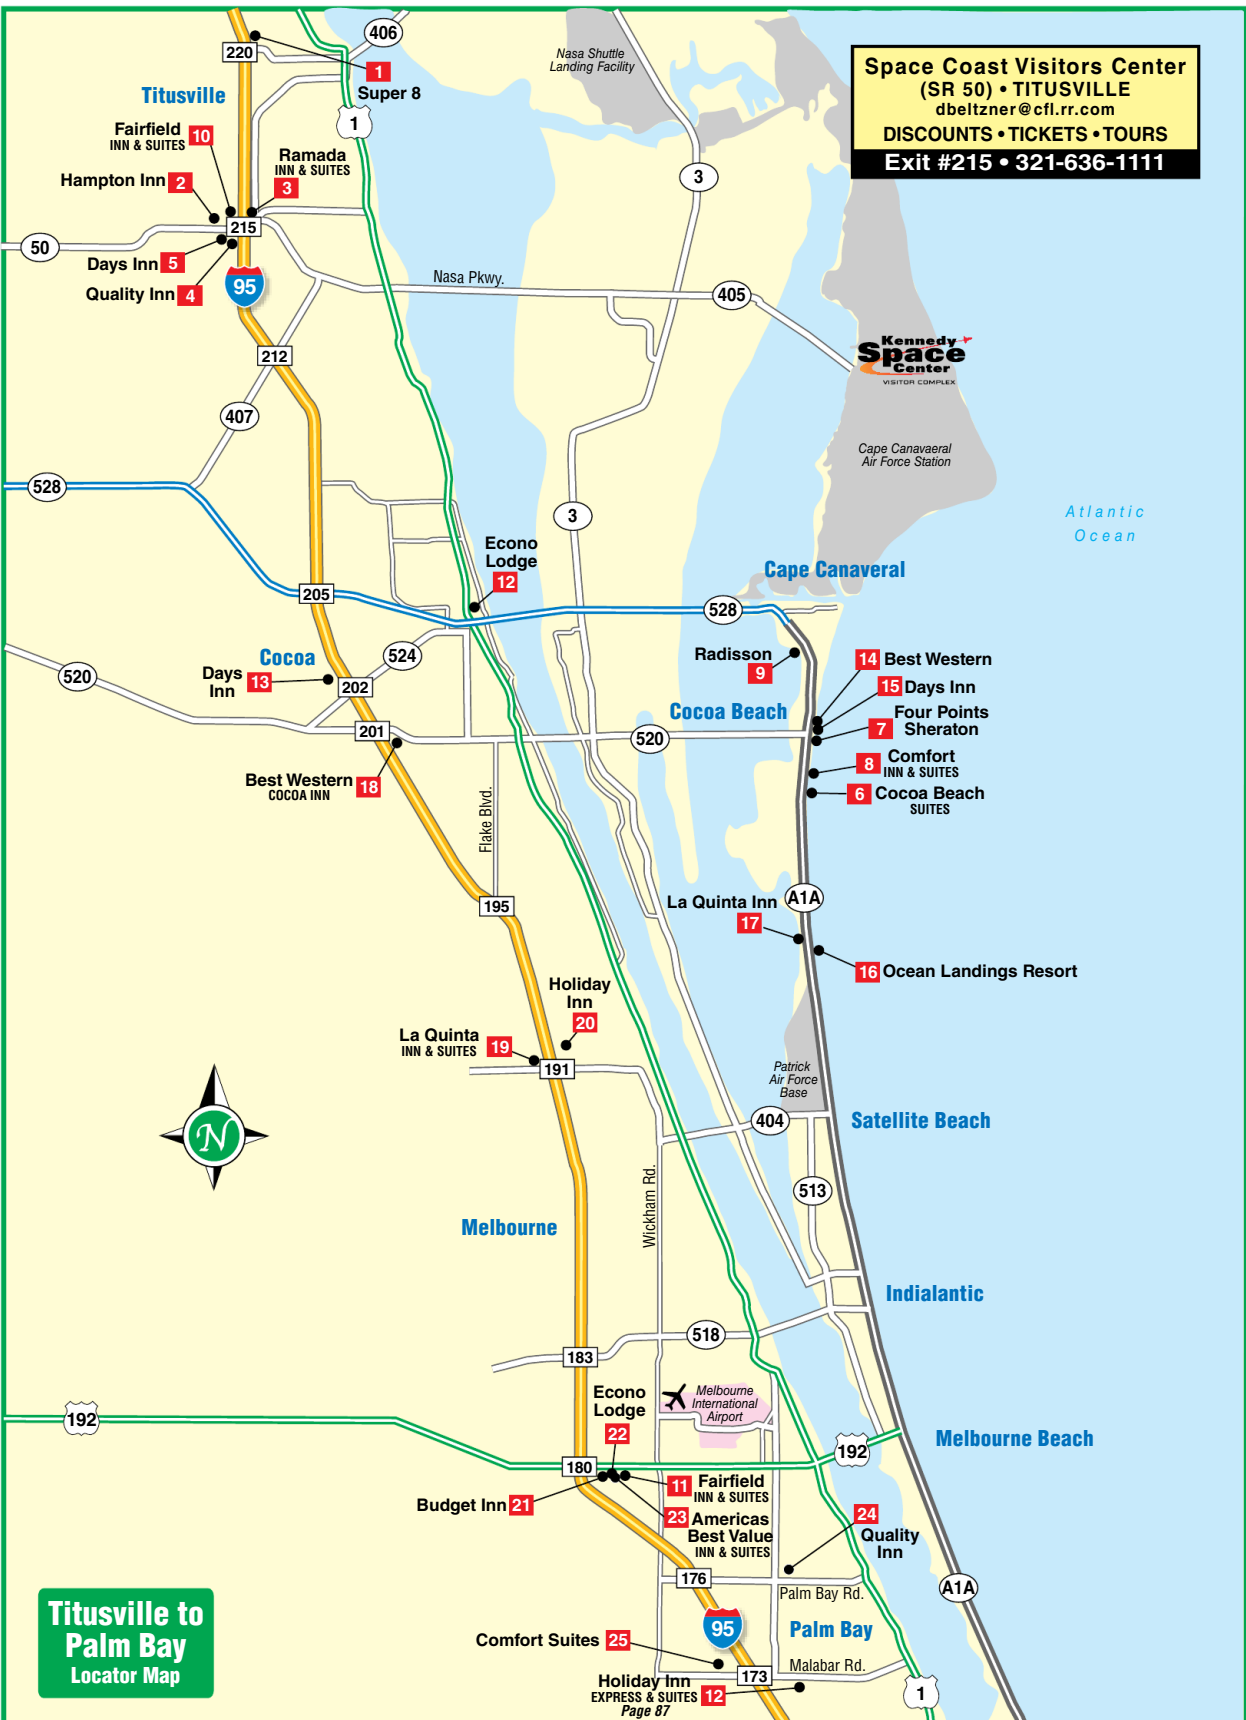 406
220
1
Super 8
Nasa Shuttle
Landing Facility
Space Coast Visitors Center
(SR 50) • TITUSVILLE
dbeltzner@cfl.rr.com
DISCOUNTS • TICKETS • TOURS
Exit #215 • 321-636-1111
Titusville
1
Fairfield
INN & SUITES
10
Ramada
INN & SUITES
3
Hampton Inn 2
3
215
50
Days Inn 5
Quality Inn 4
95
Nasa Pkwy.
405
212
Kennedy
Space
Center
VISITOR COMPLEX
407
Cape Canavaeral
Air Force Station
528
3
Atlantic
Ocean
Econo
Lodge
12
Cape Canaveral
205
528
Cocoa
524
Radisson
9
14 Best Western
520
Days
Inn
13
202
15 Days Inn
Cocoa Beach
7
Four Points
Sheraton
201
520
8
Comfort
INN & SUITES
Best Western
COCOA INN
18
6
Cocoa Beach
SUITES
Flake Blvd.
A1A
195
La Quinta Inn
17
16 Ocean Landings Resort
Holiday
Inn
20
La Quinta
INN & SUITES
19
191
Patrick
Air Force
Base
N
404
Satellite Beach
Wickham Rd.
513
Melbourne
Indialantic
518
183
Econo
Lodge
22
Melbourne
International
Airport
192
192
Melbourne Beach
180
11
Fairfield
INN & SUITES
Budget Inn 21
23 Americas
Best Value
INN & SUITES
24
Quality
Inn
176
Palm Bay Rd.
A1A
Titusville to
Palm Bay
Locator Map
95
Palm Bay
Comfort Suites 25
Malabar Rd.
173
Holiday Inn
EXPRESS & SUITES
12
Page 87
1